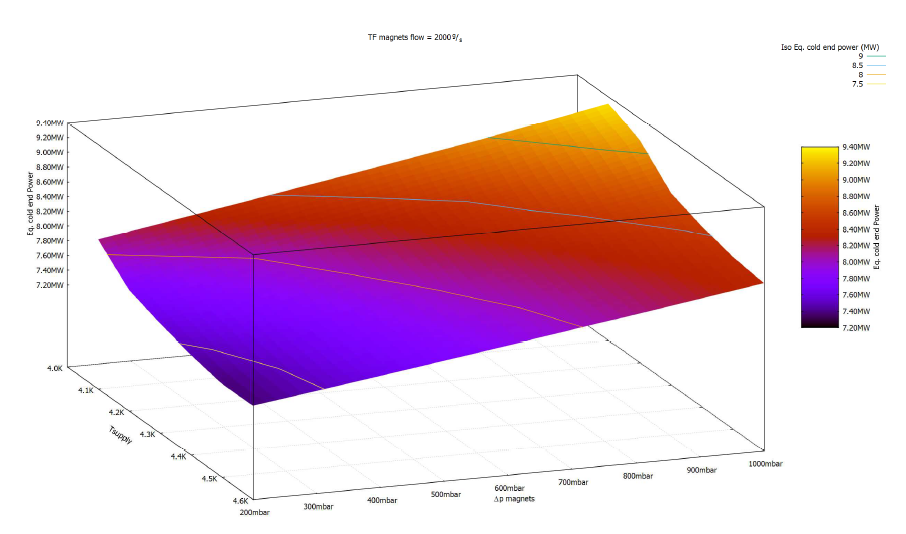 TF magnets flow = 2000 g/s
Iso Eq. cold end power (MW)
9
8.5
8
7.5
9.40MW
9.20MW
9.00MW
8.80MW
8.60MW
8.40MW
8.20MW
8.00MW
7.80MW
7.60MW
7.40MW
7.20MW
Eq. cold end Power
4.0K
4.1K
4.2K
4.3K
4.4K
4.5K
4.6K
Tsupply
200mbar
300mbar
400mbar
500mbar
600mbar
700mbar
800mbar
900mbar
1000mbar
Δp magnets
9.40MW
9.20MW
9.00MW
8.80MW
8.60MW
8.40MW
8.20MW
8.00MW
7.80MW
7.60MW
7.40MW
7.20MW
Eq. cold end Power